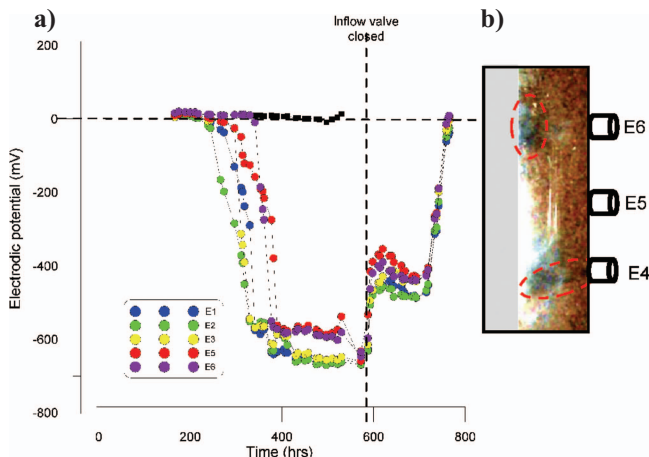 a)
Inflow valve
closed
b)
200
0
-200
-400
-600
-800
Electrodic potential (mV)
E1
E2
E3
E5
E6
0
200
400
600
800
Time (hrs)
E6
E5
E4